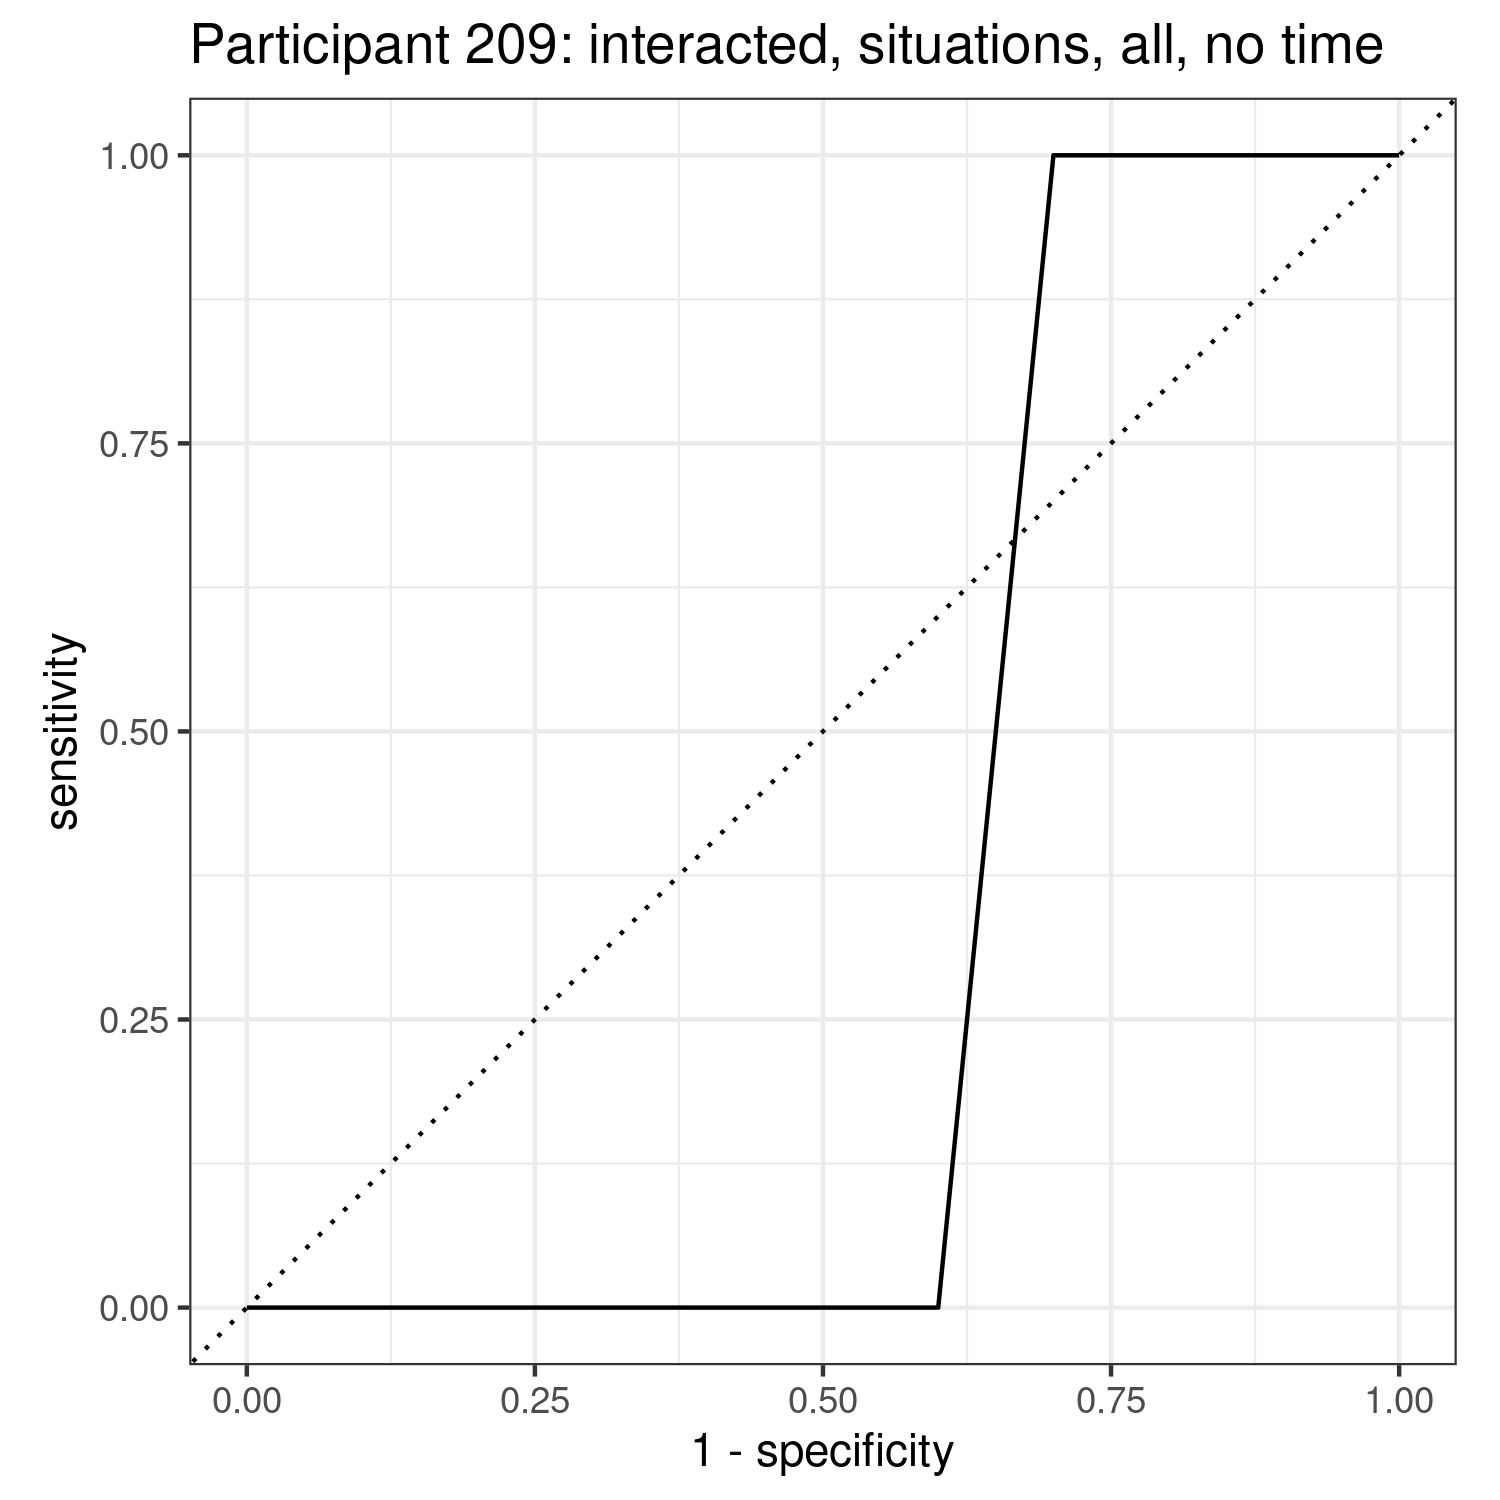 Participant 209: interacted, situations, all, no time
1.00
0.75
0.50
0.25
0.00
sensitivity
0.00 0.25 0.50 0.75 1.00
1 - specificity